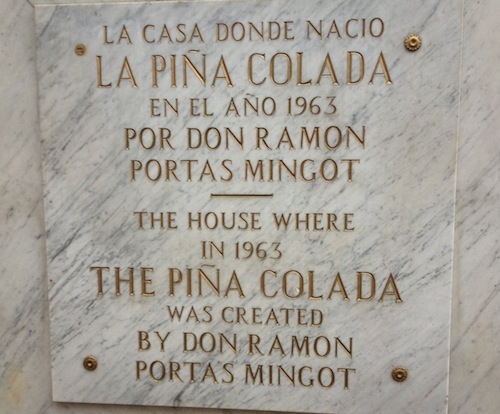 LA CASA DONDE NACIO
LA PIÑA COLADA
EN EL AÑO 1963
POR DON RAMON
PORTAS MINGOT
THE HOUSE WHERE
IN 1963
THE PIÑA COLADA
WAS CREATED
BY DON RAMON
PORTAS MINGOT